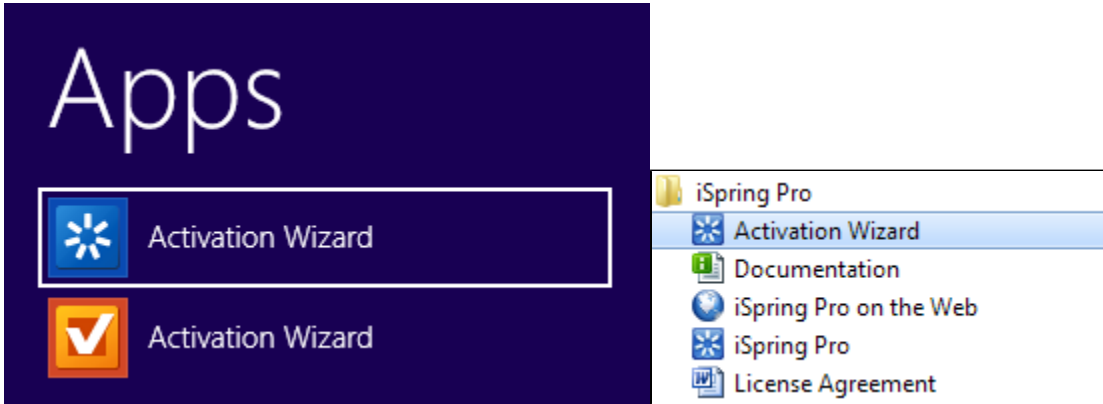 Apps
Activation Wizard
Activation Wizard
iSpring Pro
Activation Wizard
Documentation
iSpring Pro on the Web
iSpring Pro
License Agreement